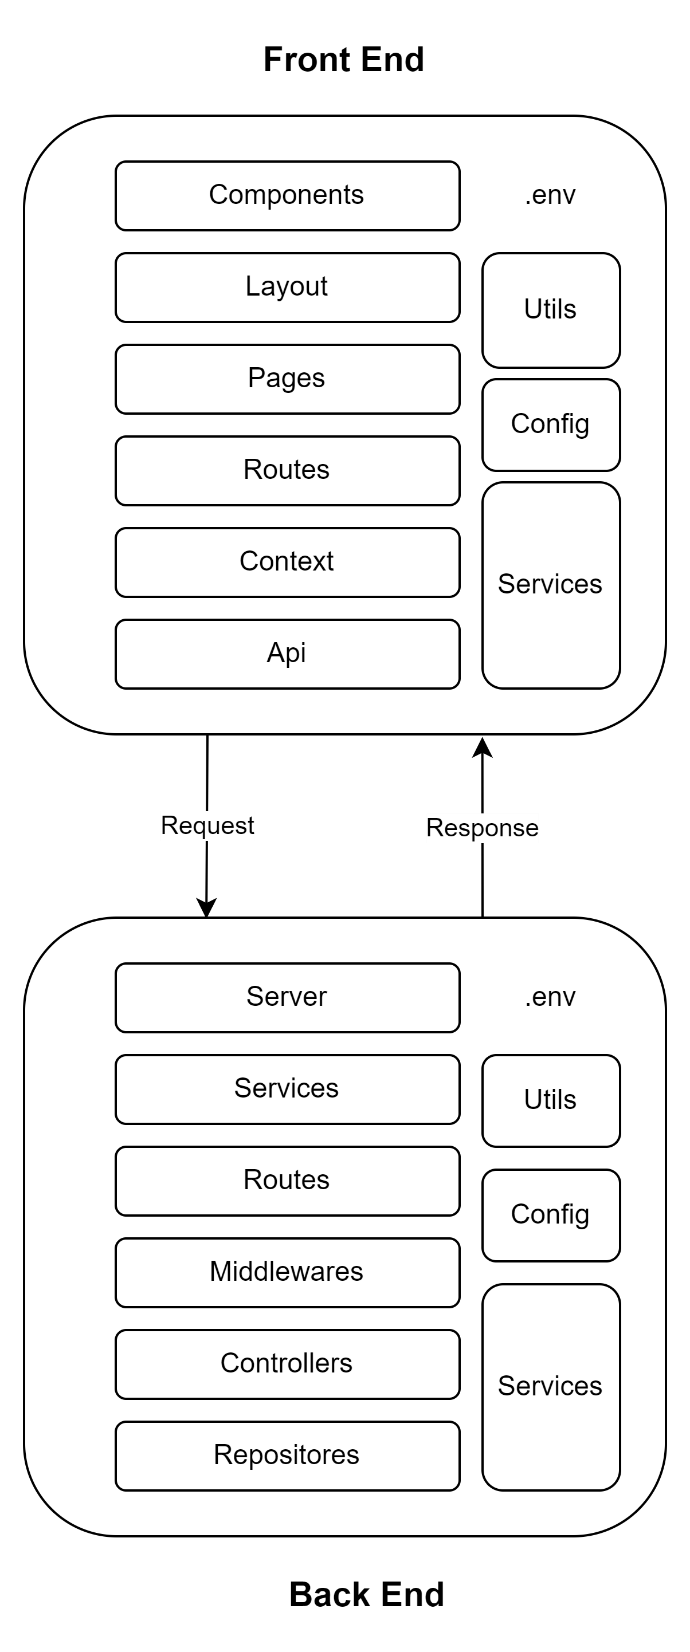 Front End
Components
.env
Layout
Utils
Pages
Config
Routes
Context
Services
Api
Request
Response
Server
.env
Services
Utils
Routes
Config
Middlewares
Controllers
Services
Repositores
Back End